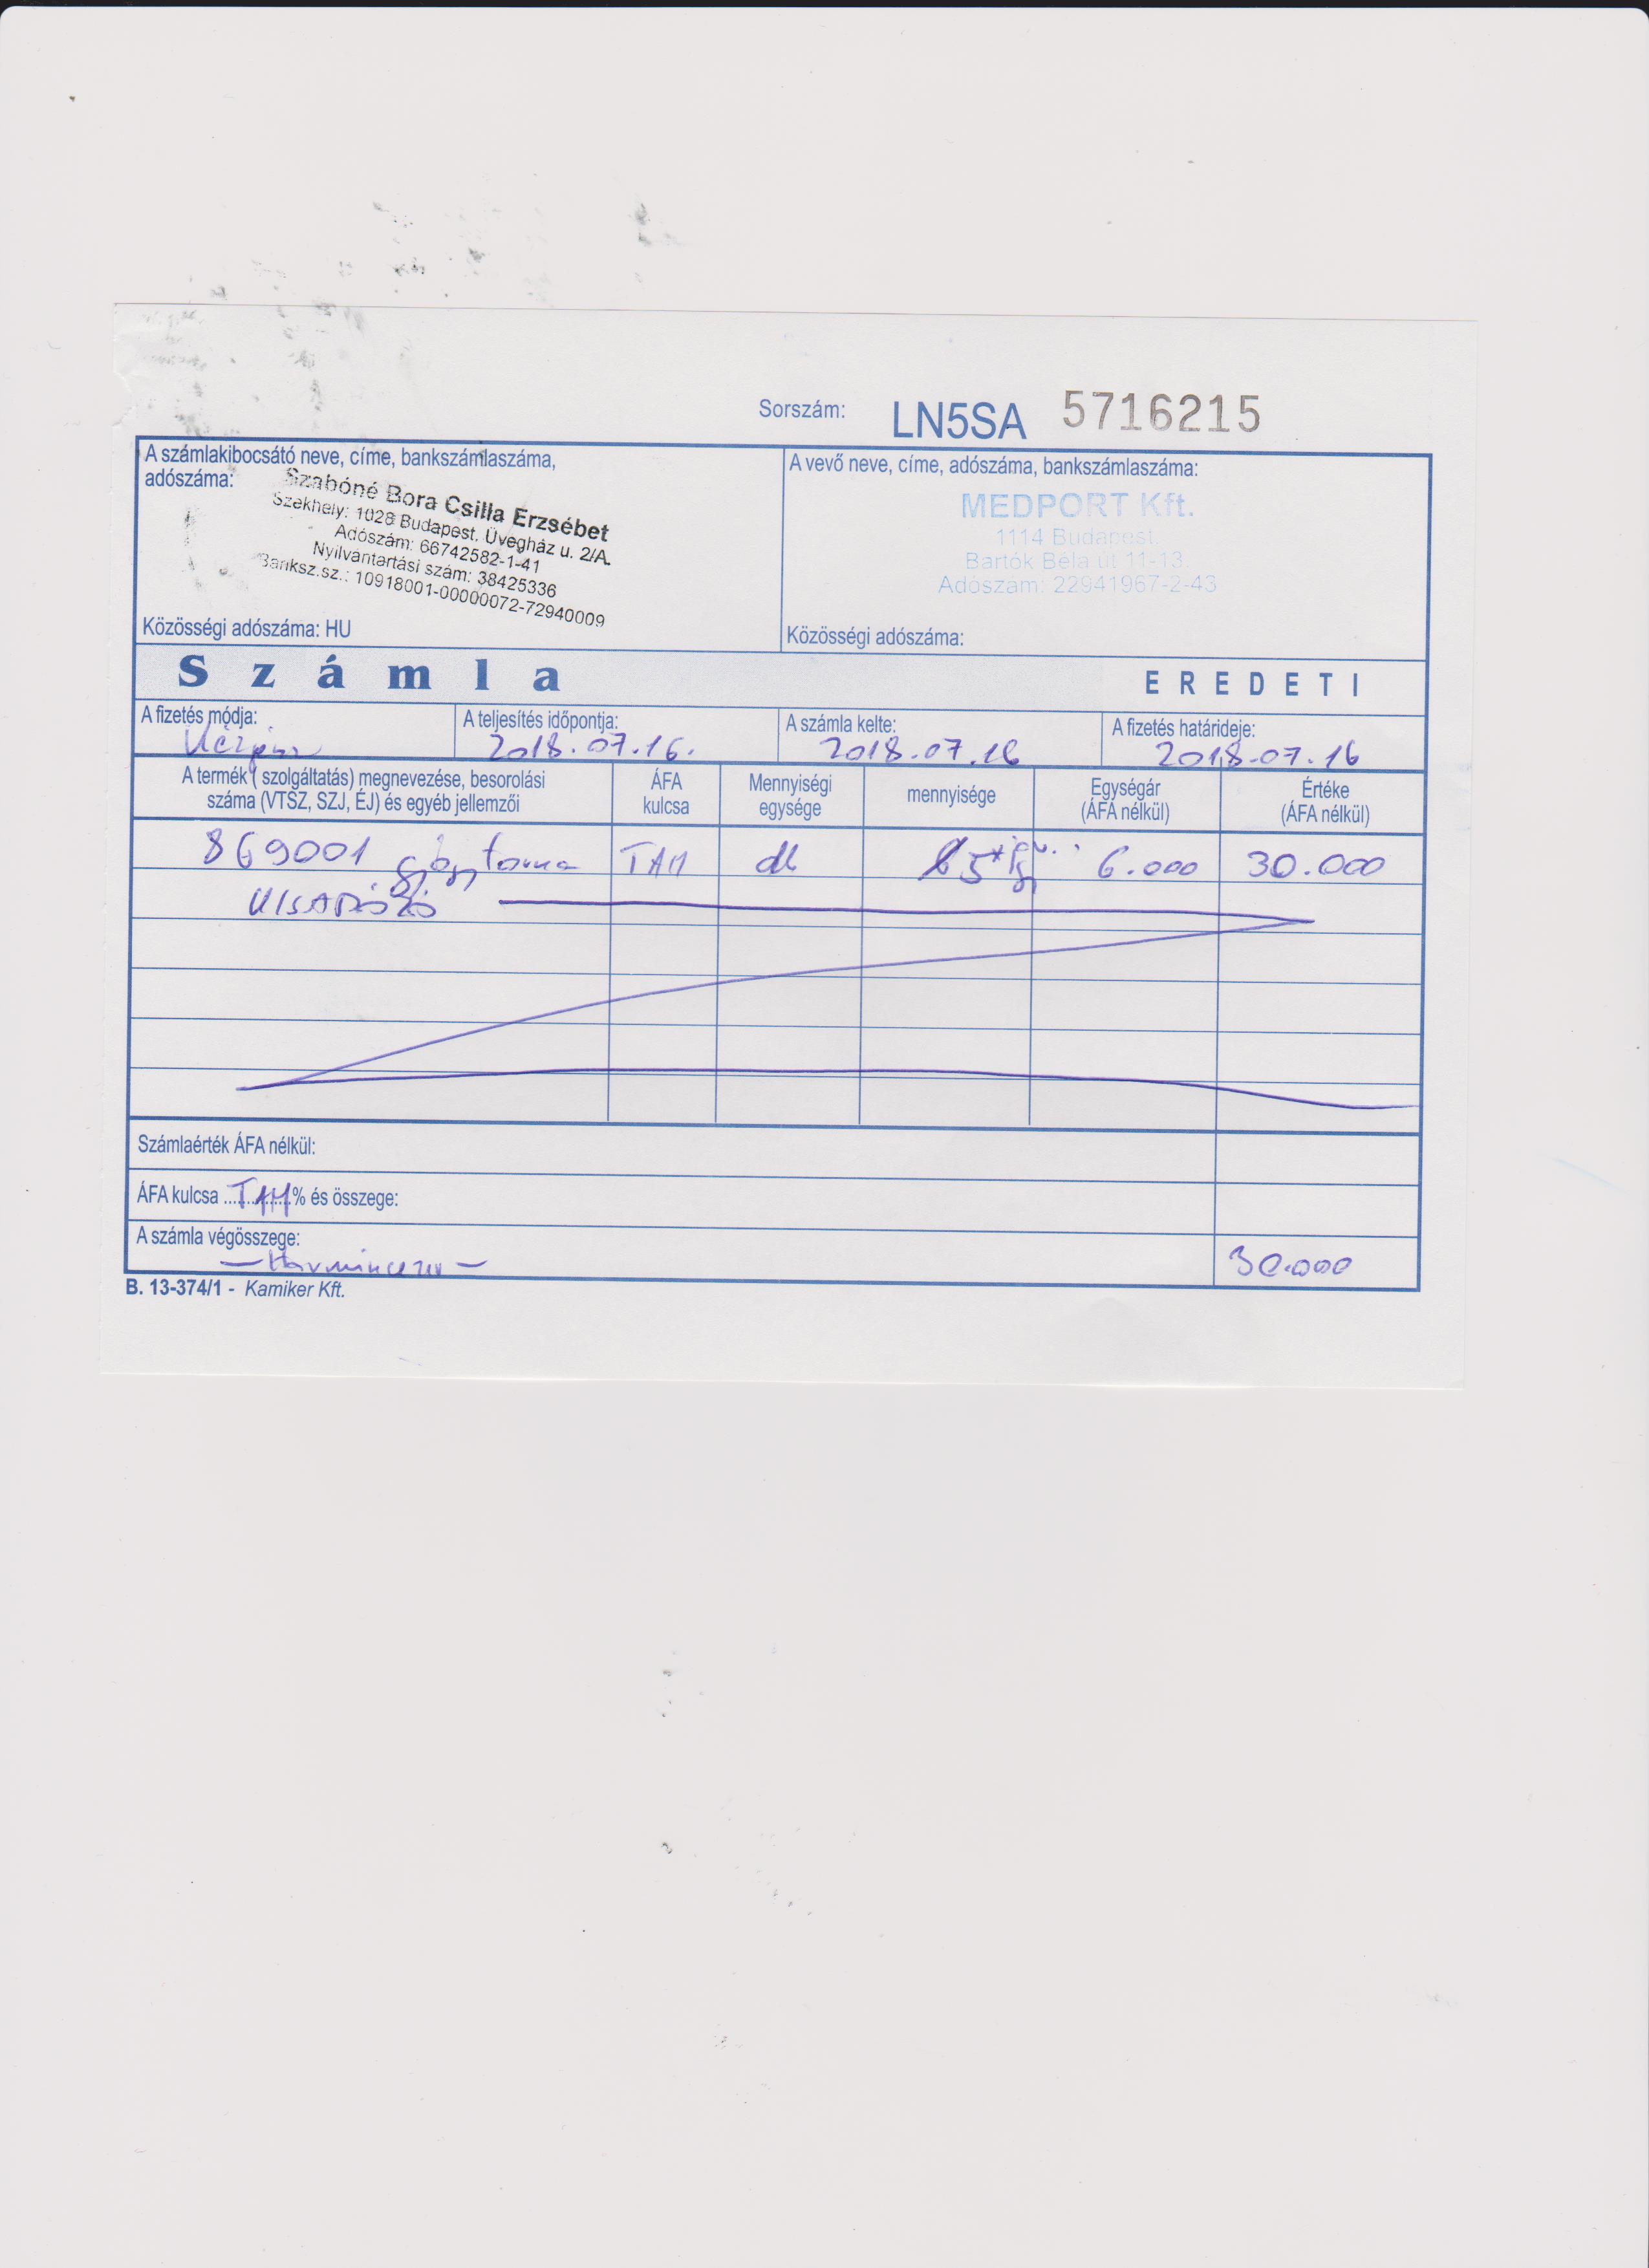 Sorszám: LN5SA 5716215
A számlakibocsátó neve, címe, bankszámlaszáma,
adószáma:
Szabóné Bora Csilla Erzsébet
Székhely: 1028 Budapest, Üvegház u. 2/A.
Adószám: 66742582-1-41
Nyilvántartási szám: 38425336
Banksz.sz.: 10918001-00000072-72940009
Közösségi adószáma: HU
A vevő neve, címe, adószáma, bankszámlaszáma:
MEDPORT Kft.
1114 Budapest.
Bartók Béla út 11-13.
Adószám: 22941967-2-43
Közösségi adószáma:
Számla EREDETI
A fizetés módja: A teljesítés időpontja: A számla kelte: A fizetés határideje:
Készpénz 2018.07.16. 2018.07.16 2018.07.16
A termék ( szolgáltatás) megnevezése, besorolási ÁFA Mennyiségi mennyisége Egységár Értéke
száma (VTSZ, SZJ, ÉJ) és egyéb jellemzői kulcsa egysége (ÁFA nélkül) (ÁFA nélkül)
869001 gyógytorna TAM db 5* 6.000 30.000
KISADÓZÓ
Számlaérték ÁFA nélkül:
ÁFA kulcsa ..TAM..% és összege:
A számla végösszege:
— Harmincezer — 30.000
B. 13-374/1 - Kamiker Kft.